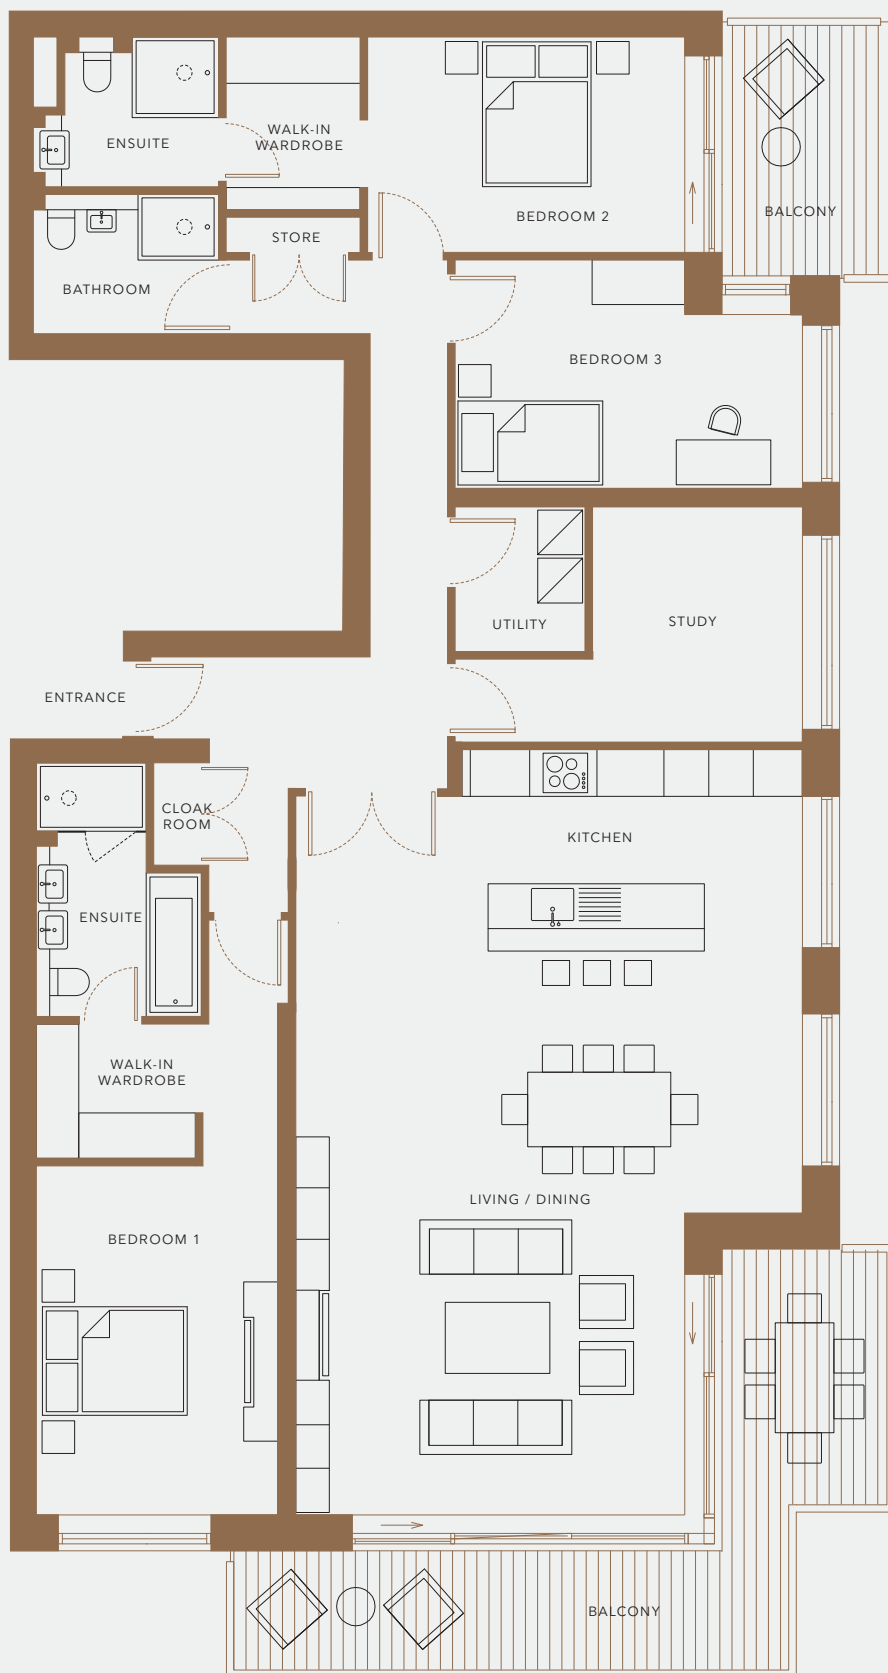 ENSUITE
WALK-IN
WARDROBE
BEDROOM 2
BALCONY
STORE
BATHROOM
BEDROOM 3
UTILITY
STUDY
ENTRANCE
CLOAK
ROOM
KITCHEN
ENSUITE
WALK-IN
WARDROBE
LIVING / DINING
BEDROOM 1
BALCONY